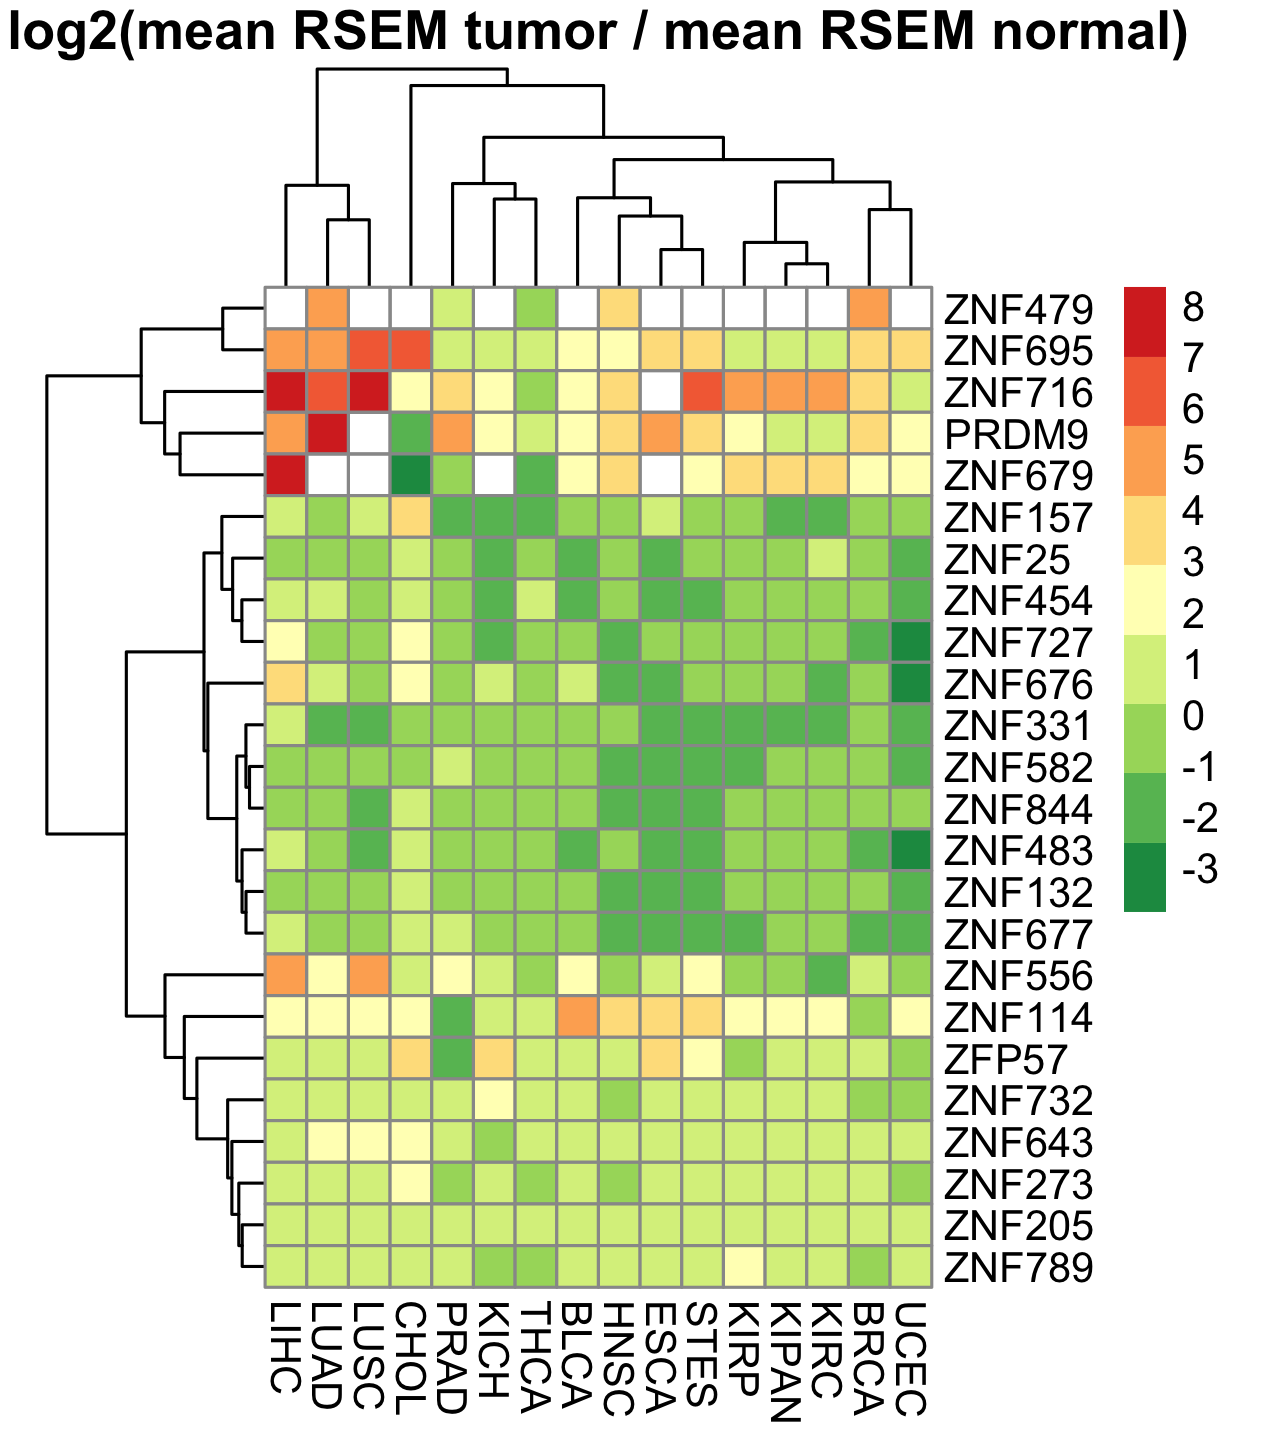 log2(mean RSEM tumor / mean RSEM normal)
ZNF479
ZNF695
ZNF716
PRDM9
ZNF679
ZNF157
ZNF25
ZNF454
ZNF727
ZNF676
ZNF331
ZNF582
ZNF844
ZNF483
ZNF132
ZNF677
ZNF556
ZNF114
ZFP57
ZNF732
ZNF643
ZNF273
ZNF205
ZNF789
8
7
6
5
4
3
2
1
0
-1
-2
-3
LIHC
LUAD
LUSC
CHOL
PRAD
KICH
THCA
BLCA
HNSC
ESCA
STES
KIRP
KIPAN
KIRC
BRCA
UCEC